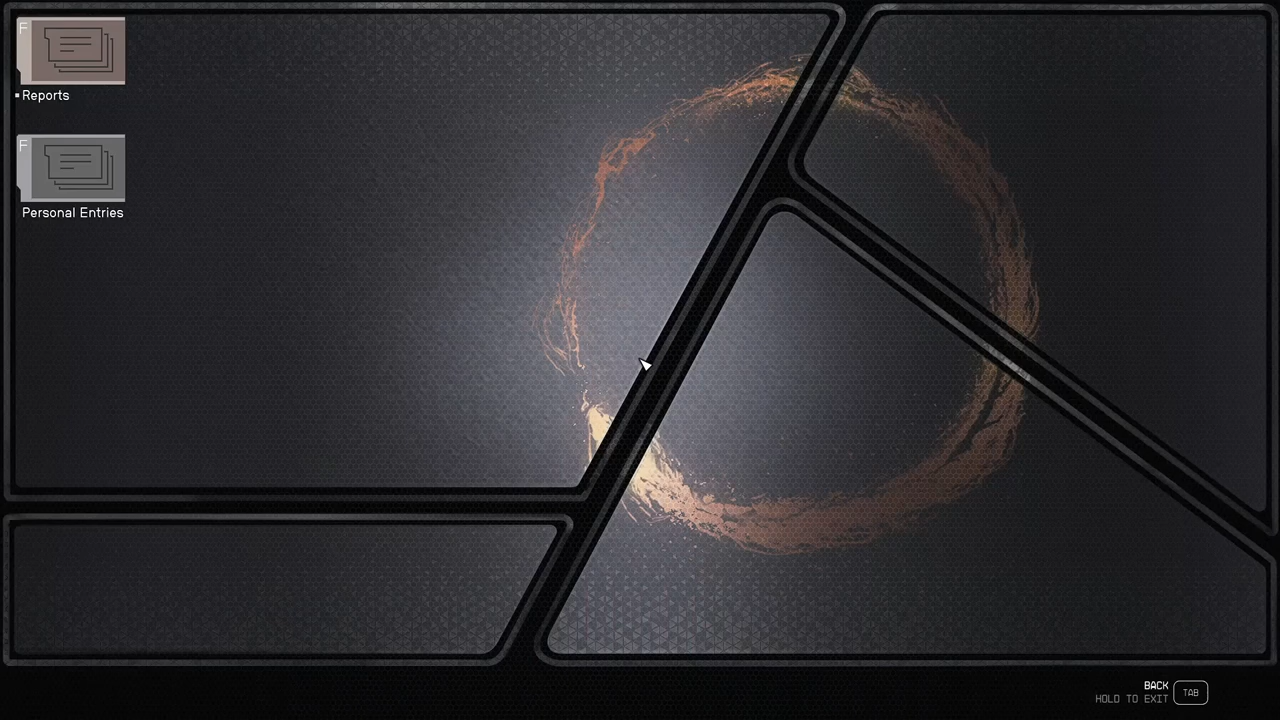 F
Reports
F
Personal Entries
BACK
HOLD TO EXIT
TAB